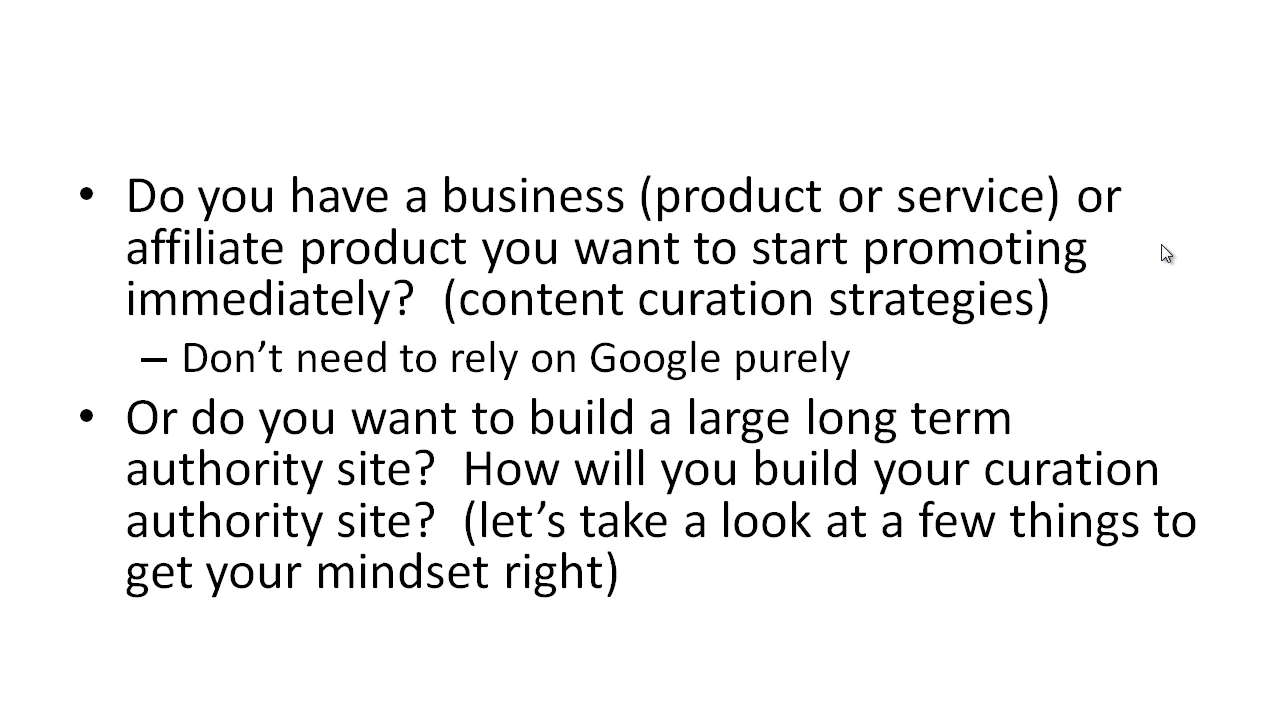 • Do you have a business (product or service) or
affiliate product you want to start promoting
immediately?  (content curation strategies)
– Don’t need to rely on Google purely
• Or do you want to build a large long term
authority site?  How will you build your curation
authority site?  (let’s take a look at a few things to
get your mindset right)